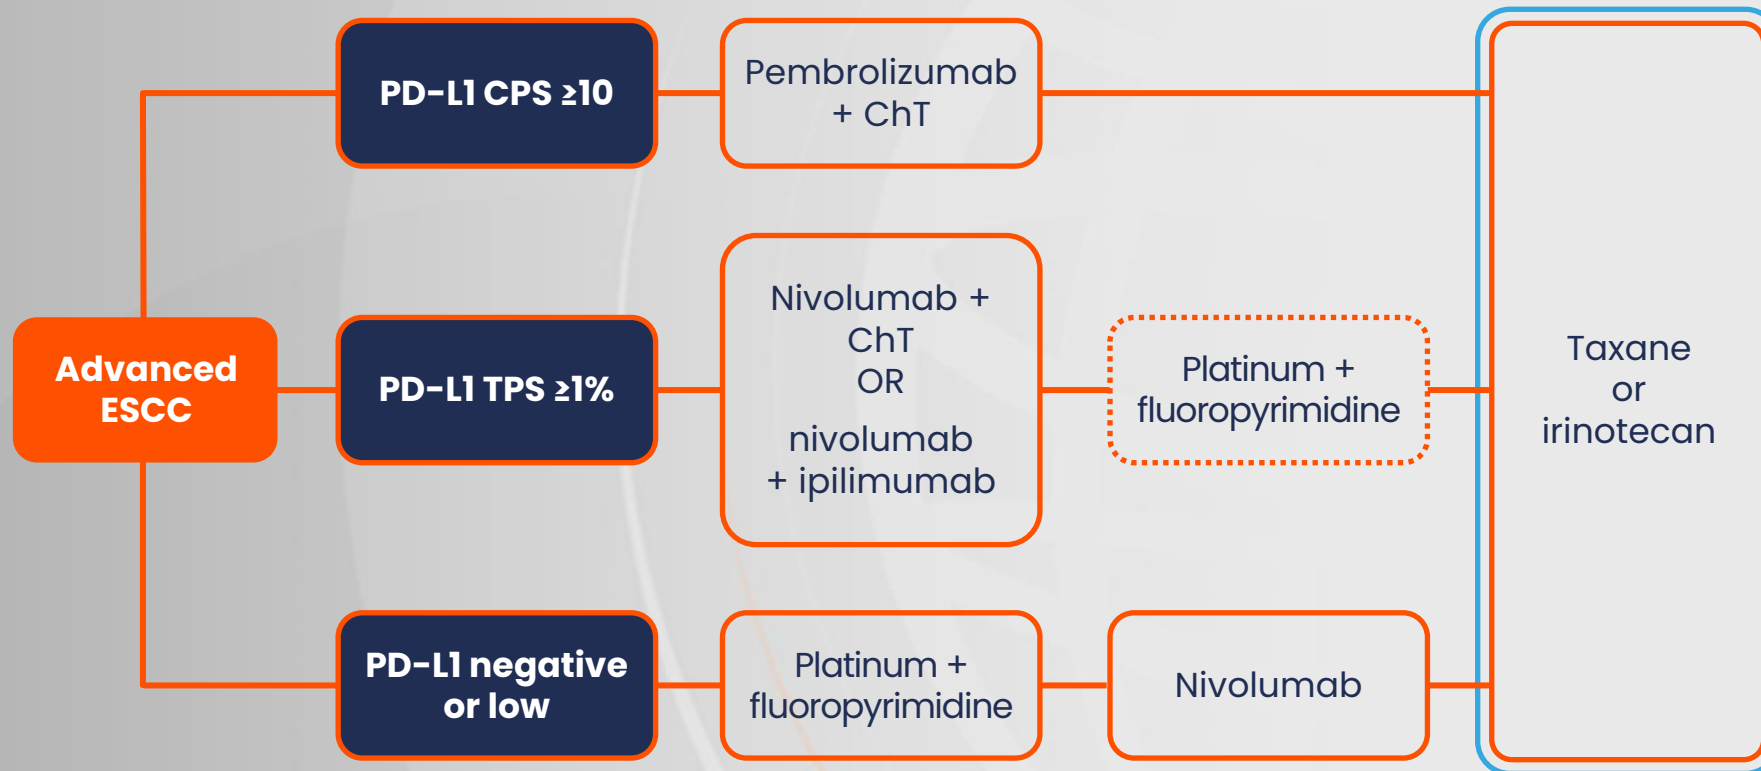 PD-L1 CPS ≥10
Pembrolizumab
+ ChT
Advanced
ESCC
PD-L1 TPS ≥1%
Nivolumab +
ChT
OR
nivolumab
+ ipilimumab
Platinum +
fluoropyrimidine
Taxane
or
irinotecan
PD-L1 negative
or low
Platinum +
fluoropyrimidine
Nivolumab